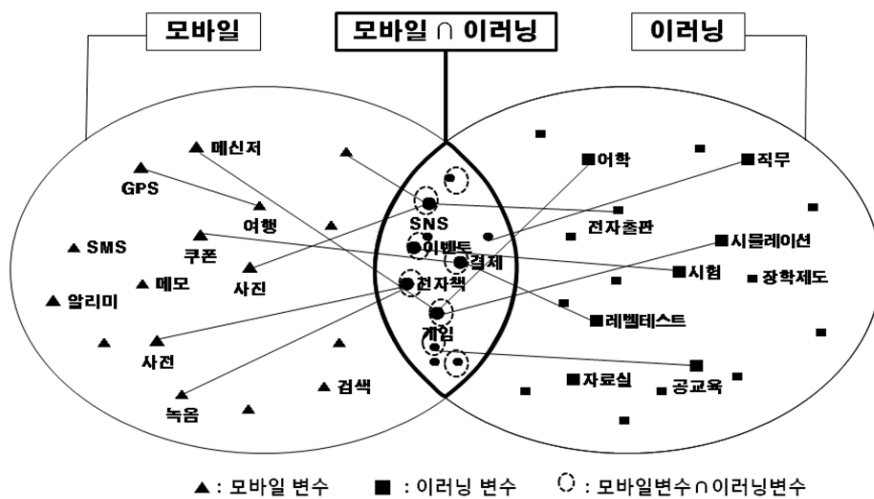 모바일
모바일 ∩ 이러닝
이러닝
메신저
GPS
여행
SMS
쿠폰
메모
사진
알리미
사전
검색
녹음
SNS
이벤트
결제
전자책
게임
어학
직무
전자출판
시뮬레이션
시험
장학제도
레벨테스트
자료실
공교육
▲ : 모바일 변수 ■ : 이러닝 변수 ◌ : 모바일변수∩이러닝변수